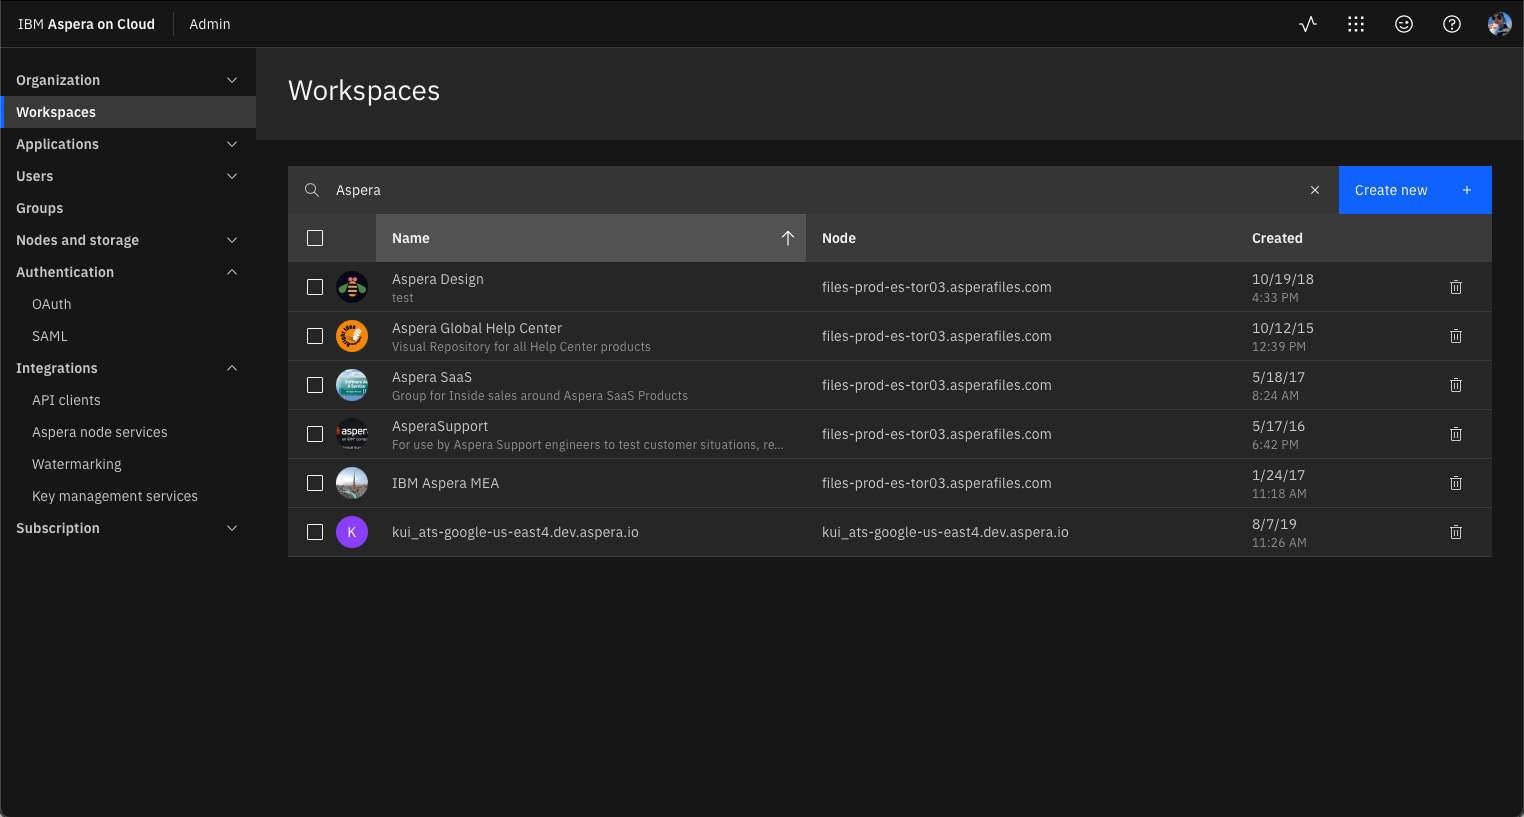 IBM Aspera on Cloud
Admin
Organization
Workspaces
Applications
Users
Groups
Nodes and storage
Authentication
OAuth
SAML
Integrations
API clients
Aspera node services
Watermarking
Key management services
Subscription
Workspaces
Aspera
Create new +
Name Node Created
Aspera Design files-prod-es-tor03.asperafiles.com 10/19/18
test 4:33 PM
Aspera Global Help Center files-prod-es-tor03.asperafiles.com 10/12/15
Visual Repository for all Help Center products 12:39 PM
Aspera SaaS files-prod-es-tor03.asperafiles.com 5/18/17
Group for Inside sales around Aspera SaaS Products 8:24 AM
asper
AsperaSupport files-prod-es-tor03.asperafiles.com 5/17/16
For use by Aspera Support engineers to test customer situations, re... 6:42 PM
IBM Aspera MEA files-prod-es-tor03.asperafiles.com 1/24/17
11:18 AM
K kui_ats-google-us-east4.dev.aspera.io kui_ats-google-us-east4.dev.aspera.io 8/7/19
11:26 AM